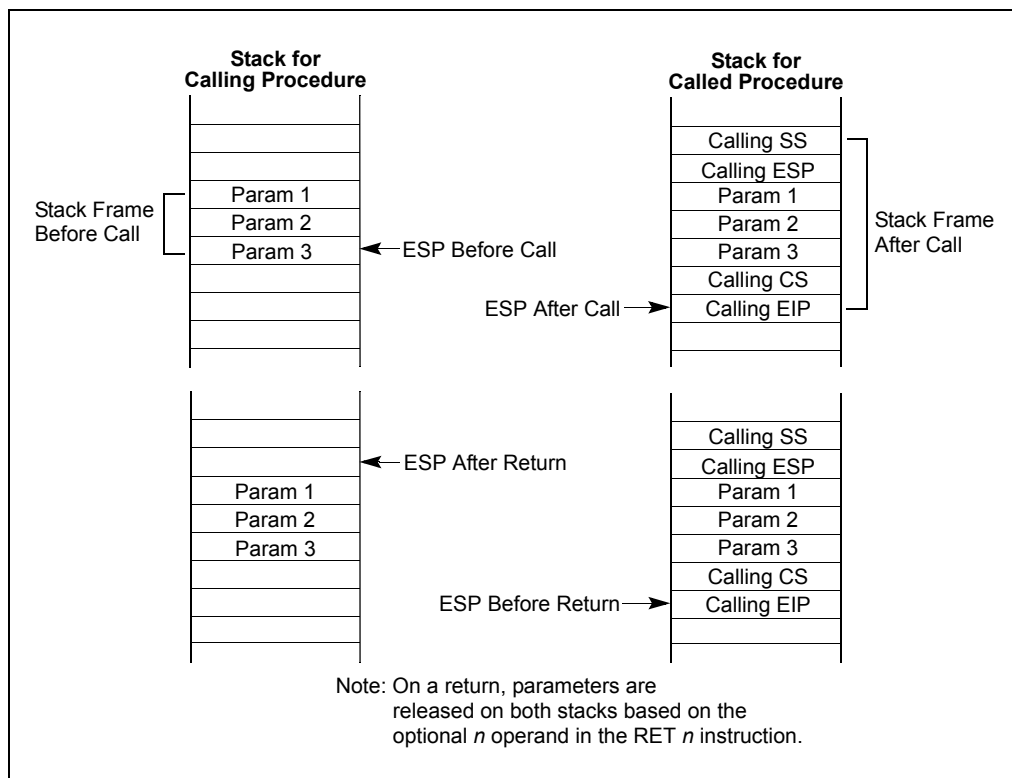 Stack for
Calling Procedure
Stack for
Called Procedure
Stack Frame
Before Call
Param 1
Param 2
Param 3
ESP Before Call
ESP After Call
Calling SS
Calling ESP
Param 1
Param 2
Param 3
Calling CS
Calling EIP
Stack Frame
After Call
ESP After Return
Param 1
Param 2
Param 3
ESP Before Return
Calling SS
Calling ESP
Param 1
Param 2
Param 3
Calling CS
Calling EIP
Note: On a return, parameters are
released on both stacks based on the
optional n operand in the RET n instruction.